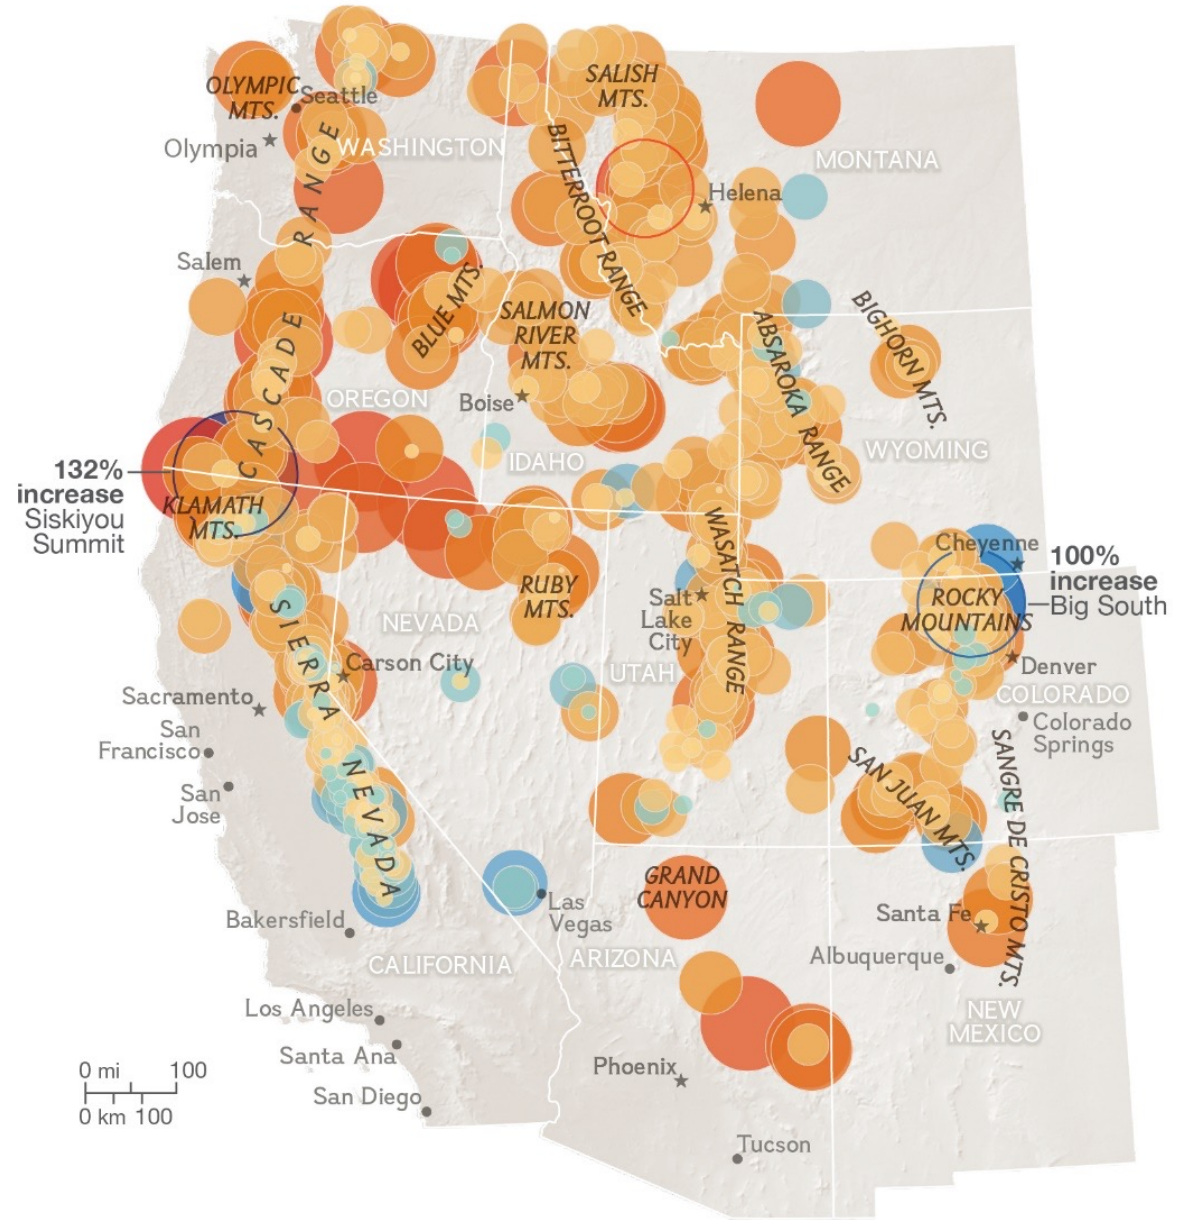 OLYMPIC
MTS.
Seattle
Olympia
WASHINGTON
SALISH
MTS.
BITTERROOT RANGE
MONTANA
Helena
CASCADE RANGE
Salem
BLUE MTS.
SALMON
RIVER
MTS.
ABSAROKA RANGE
BIGHORN MTS.
OREGON
Boise
IDAHO
WYOMING
132%
increase
Siskiyou
Summit
KLAMATH
MTS.
WASATCH RANGE
RUBY
MTS.
Cheyenne
100%
increase
Big South
ROCKY
MOUNTAINS
SIERRA NEVADA
NEVADA
Salt
Lake
City
UTAH
Carson City
Denver
COLORADO
Colorado
Springs
Sacramento
San
Francisco
San
Jose
SAN JUAN MTS.
SANGRE DE CRISTO MTS.
GRAND
CANYON
Las
Vegas
Santa Fe
Bakersfield
CALIFORNIA
ARIZONA
Albuquerque
NEW
MEXICO
Los Angeles
Santa Ana
San Diego
Phoenix
Tucson
0 mi 100
0 km 100